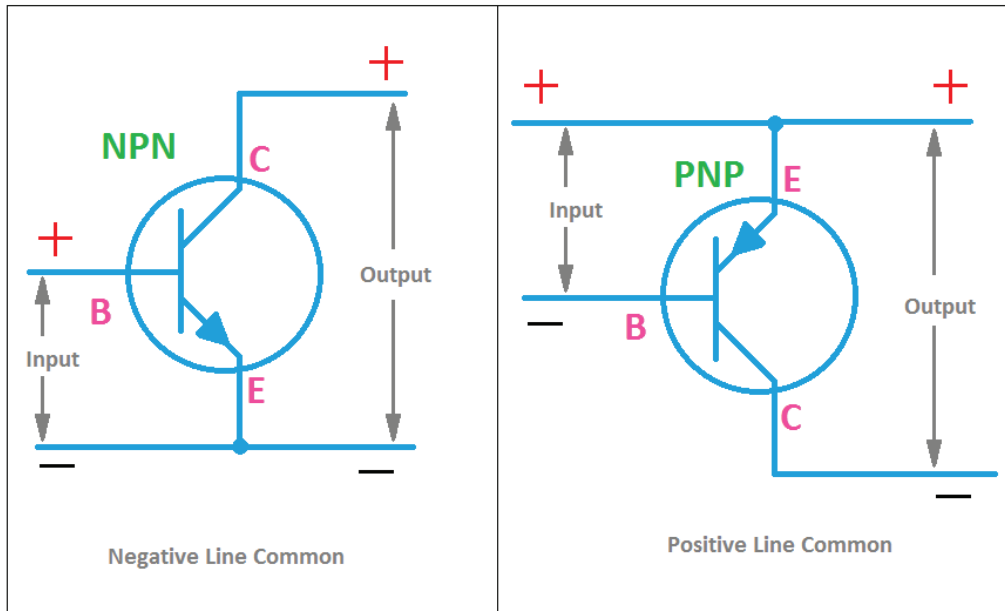 +
NPN
C
+
B
Input
Output
E
—
—
Negative Line Common
+
+
PNP
E
Input
—
B
Output
C
—
Positive Line Common